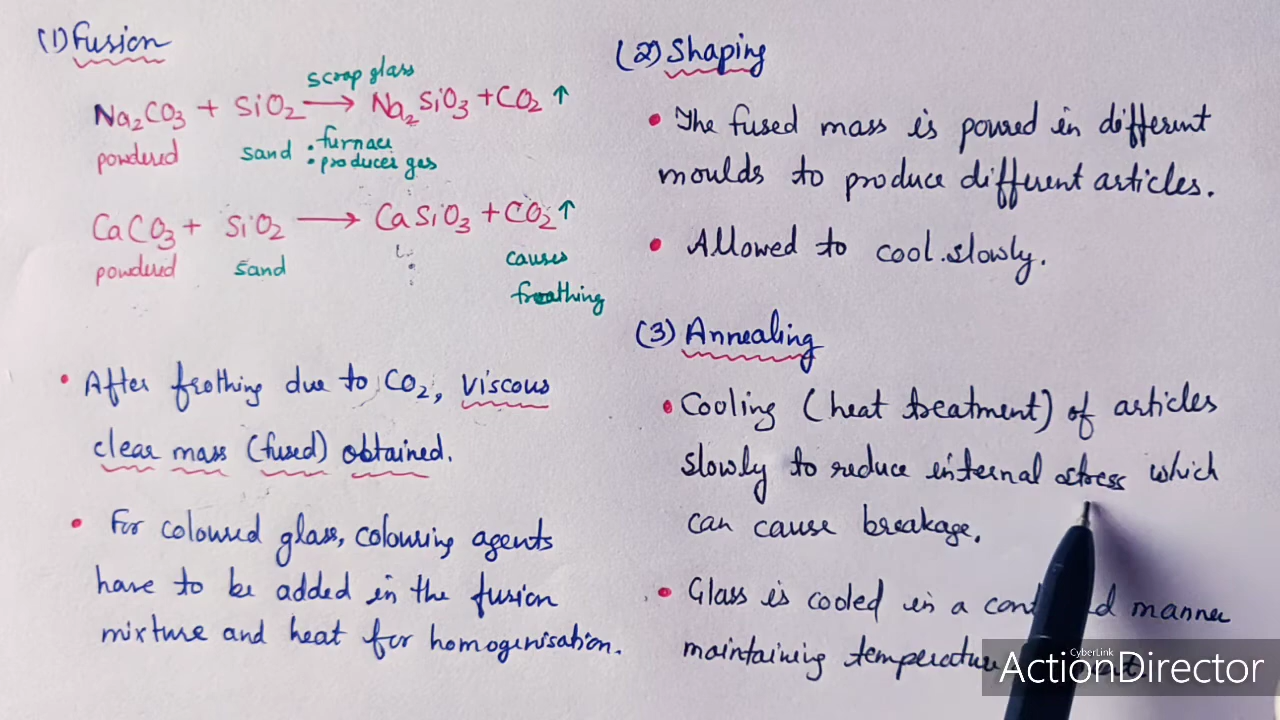 (1) Fusion
scrap glass
Na2CO3 + SiO2 → Na2SiO3 + CO2 ↑
powdered sand • furnace
• producer gas
CaCO3 + SiO2 → CaSiO3 + CO2 ↑
powdered sand causes
frothing
• After frothing due to CO2, viscous
clear mass (fused) obtained.
• For coloured glass, colouring agents
have to be added in the fusion
mixture and heat for homogenisation.
(2) Shaping
• The fused mass is poured in different
moulds to produce different articles.
• Allowed to cool slowly.
(3) Annealing
• Cooling (heat treatment) of articles
slowly to reduce internal stress which
can cause breakage.
• Glass is cooled in a manner
maintaining temperature
CyberLink
ActionDirector